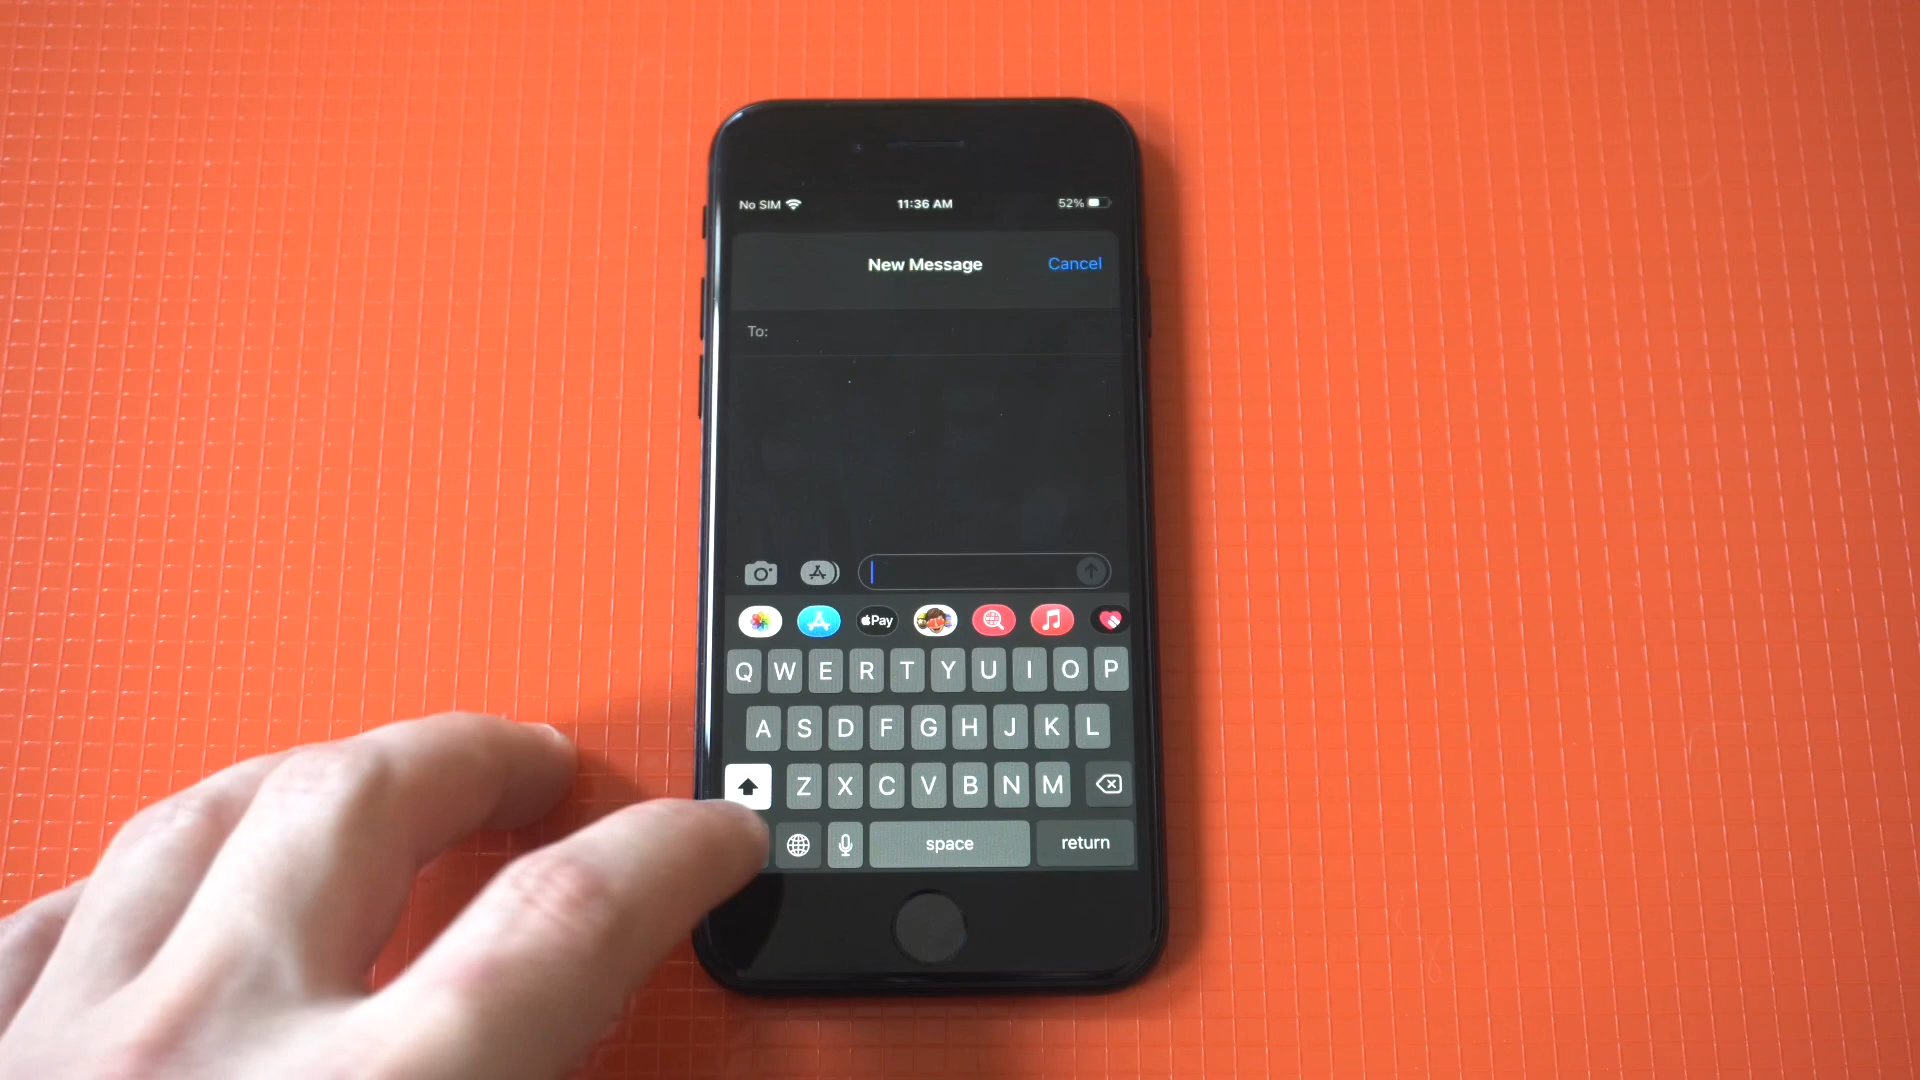 No SIM 11:36 AM 52%
New Message Cancel
To:
Pay
Q W E R T Y U I O P
A S D F G H J K L
Z X C V B N M
space return